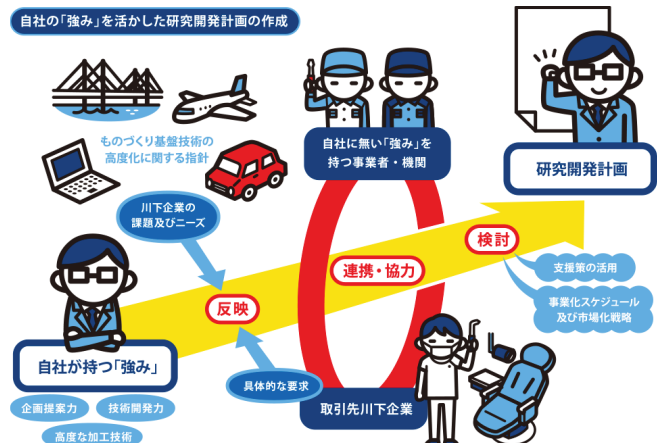 自社の「強み」を活かした研究開発計画の作成
ものづくり基盤技術の
高度化に関する指針
川下企業の
課題及びニーズ
自社に無い「強み」を
持つ事業者・機関
研究開発計画
検討
支援策の活用
事業化スケジュール
及び市場化戦略
連携・協力
反映
自社が持つ「強み」
企画提案力
技術開発力
高度な加工技術
具体的な要求
取引先川下企業